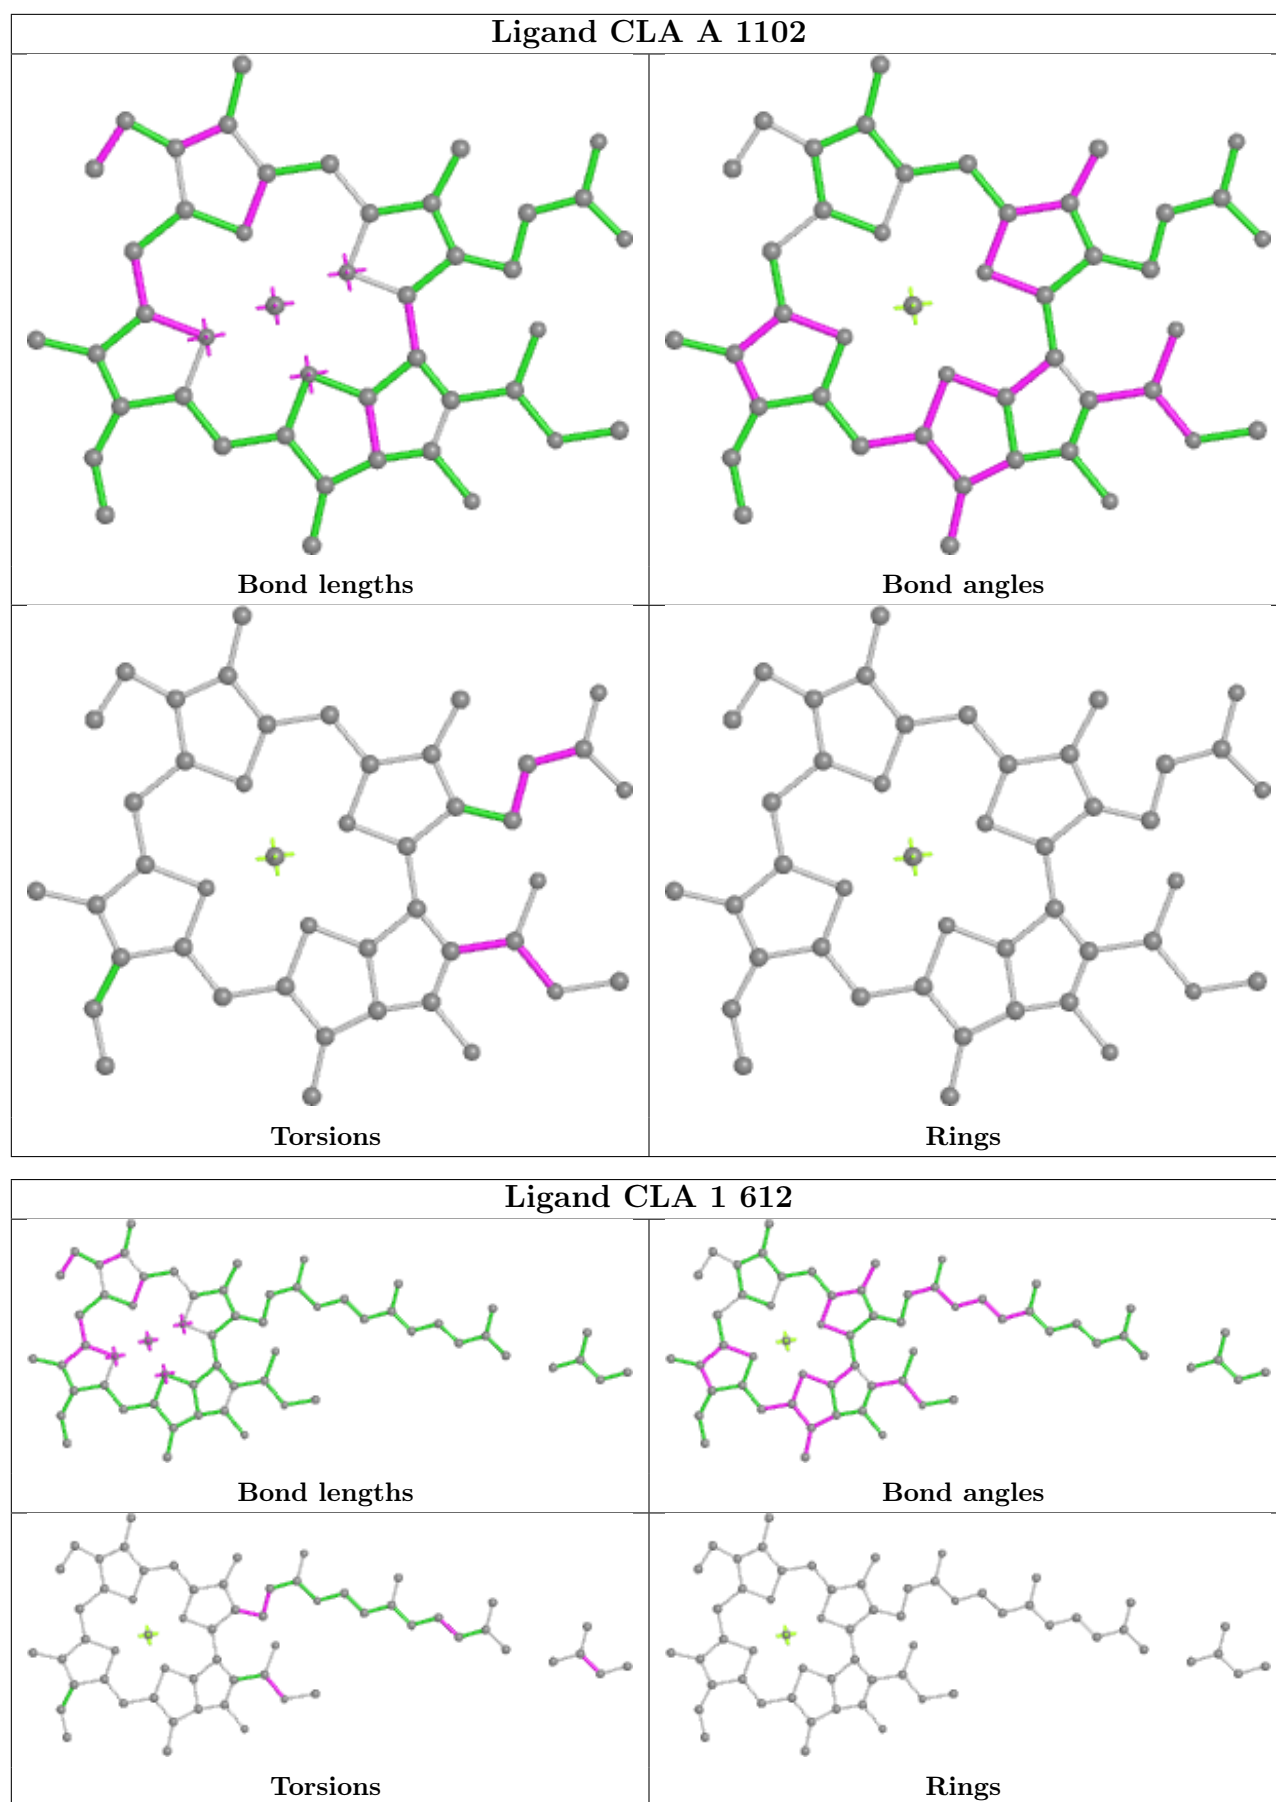 Ligand CLA A 1102
Bond lengths
Bond angles
Torsions
Rings
Ligand CLA 1 612
Bond lengths
Bond angles
Torsions
Rings